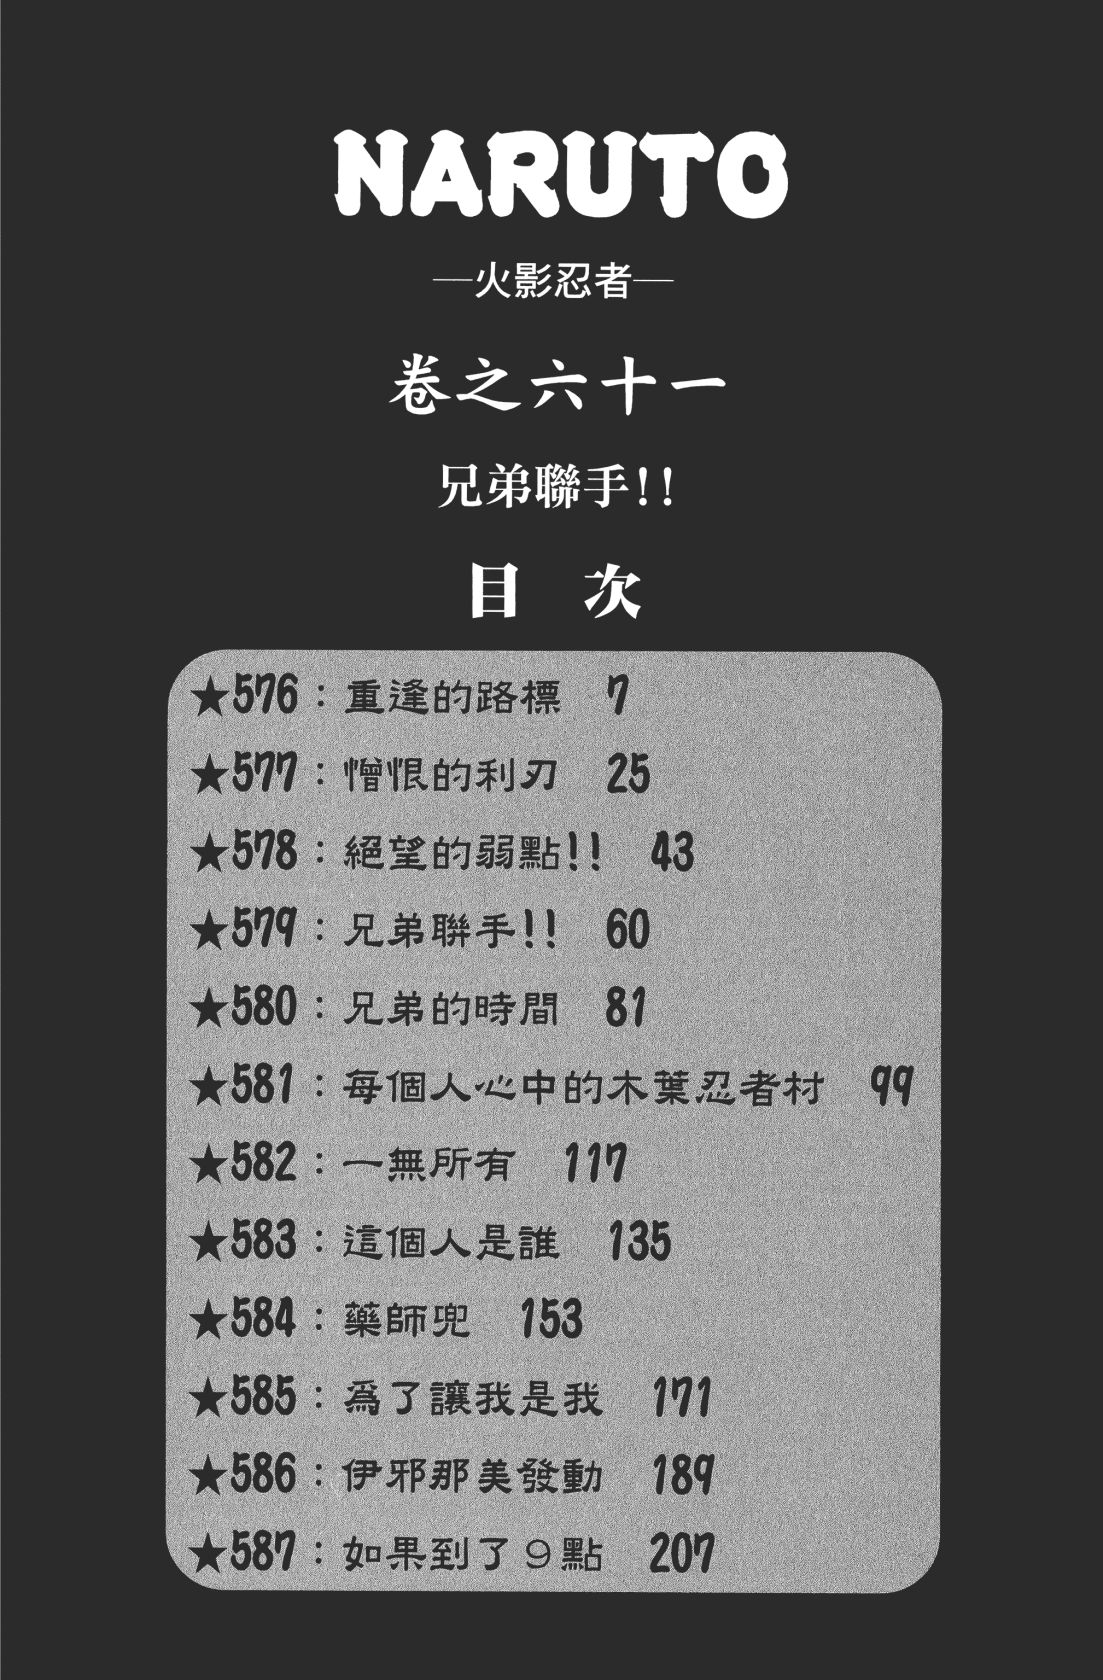 NARUTO
—火影忍者—
卷之六十一
兄弟聯手!!
目 次
★576：重逢的路標 7
★577：憎恨的利刃 25
★578：絕望的弱點!! 43
★579：兄弟聯手!! 60
★580：兄弟的時間 81
★581：每個人心中的木葉忍者村 99
★582：一無所有 117
★583：這個人是誰 135
★584：藥師兜 153
★585：為了讓我是我 171
★586：伊邪那美發動 189
★587：如果到了９點 207